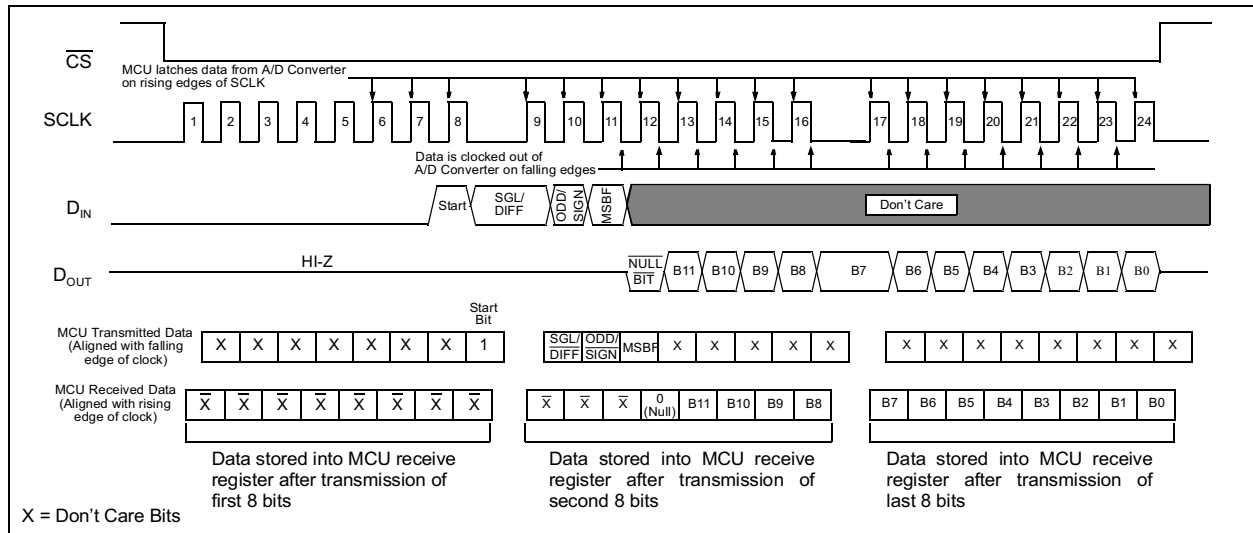 CS
MCU latches data from A/D Converter
on rising edges of SCLK
SCLK
1 2 3 4 5 6 7 8 9 10 11 12 13 14 15 16 17 18 19 20 21 22 23 24
Data is clocked out of
A/D Converter on falling edges
DIN
Start
SGL/
DIFF
ODD/
SIGN
MSBF
Don't Care
DOUT
HI-Z
NULL
BIT
B11 B10 B9 B8 B7 B6 B5 B4 B3 B2 B1 B0
Start
Bit
MCU Transmitted Data
(Aligned with falling
edge of clock)
X X X X X X X 1
SGL/
DIFF
ODD/
SIGN
MSBF X X X X X
X X X X X X X X
MCU Received Data
(Aligned with rising
edge of clock)
X X X X X X X X
X X X 0
(Null)
B11 B10 B9 B8
B7 B6 B5 B4 B3 B2 B1 B0
Data stored into MCU receive
register after transmission of
first 8 bits
Data stored into MCU receive
register after transmission of
second 8 bits
Data stored into MCU receive
register after transmission of
last 8 bits
X = Don't Care Bits